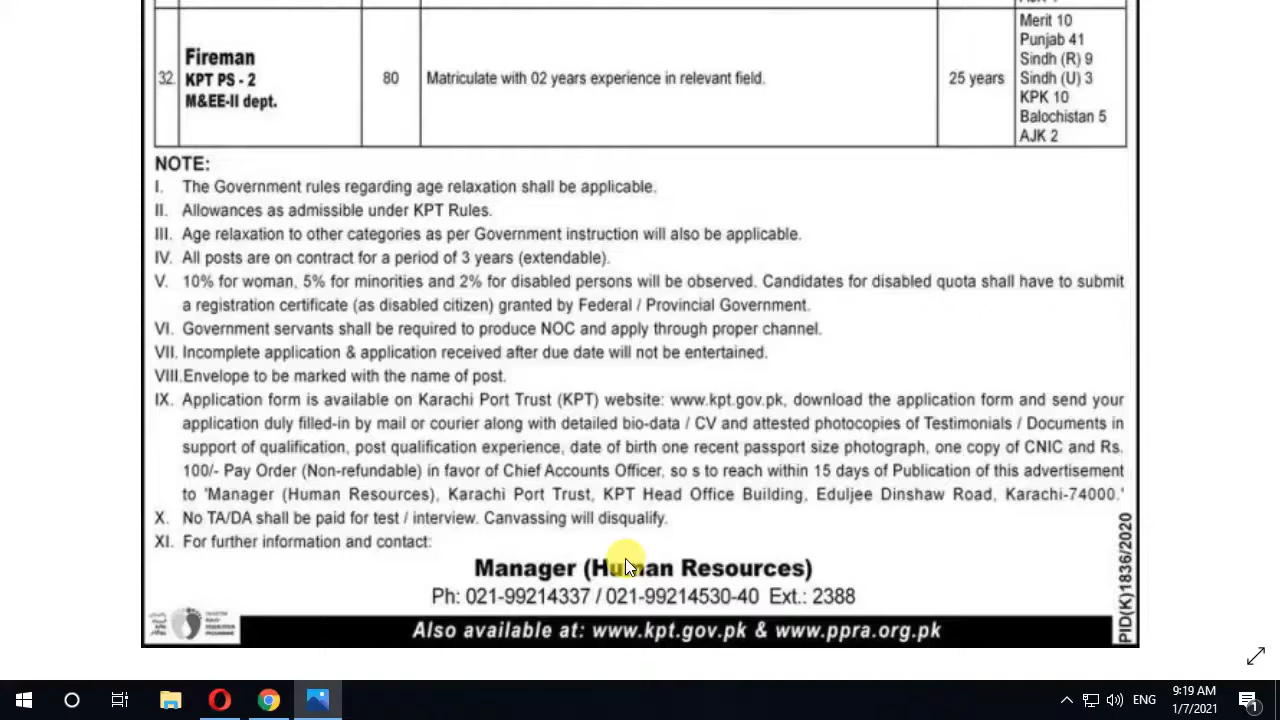 Merit 10
Punjab 41
Sindh (R) 9
Sindh (U) 3
KPK 10
Balochistan 5
AJK 2
32.
Fireman
KPT PS - 2
M&EE-II dept.
80
Matriculate with 02 years experience in relevant field.
25 years
NOTE:
I. The Government rules regarding age relaxation shall be applicable.
II. Allowances as admissible under KPT Rules.
III. Age relaxation to other categories as per Government instruction will also be applicable.
IV. All posts are on contract for a period of 3 years (extendable).
V. 10% for woman, 5% for minorities and 2% for disabled persons will be observed. Candidates for disabled quota shall have to submit
a registration certificate (as disabled citizen) granted by Federal / Provincial Government.
VI. Government servants shall be required to produce NOC and apply through proper channel.
VII. Incomplete application & application received after due date will not be entertained.
VIII. Envelope to be marked with the name of post.
IX. Application form is available on Karachi Port Trust (KPT) website: www.kpt.gov.pk, download the application form and send your
application duly filled-in by mail or courier along with detailed bio-data / CV and attested photocopies of Testimonials / Documents in
support of qualification, post qualification experience, date of birth one recent passport size photograph, one copy of CNIC and Rs.
100/- Pay Order (Non-refundable) in favor of Chief Accounts Officer, so s to reach within 15 days of Publication of this advertisement
to 'Manager (Human Resources), Karachi Port Trust, KPT Head Office Building, Eduljee Dinshaw Road, Karachi-74000.'
X. No TA/DA shall be paid for test / interview. Canvassing will disqualify.
XI. For further information and contact:
Manager (Human Resources)
Ph: 021-99214337 / 021-99214530-40 Ext.: 2388
PID(K)1836/2020
Also available at: www.kpt.gov.pk & www.ppra.org.pk
ENG
9:19 AM
1/7/2021
1